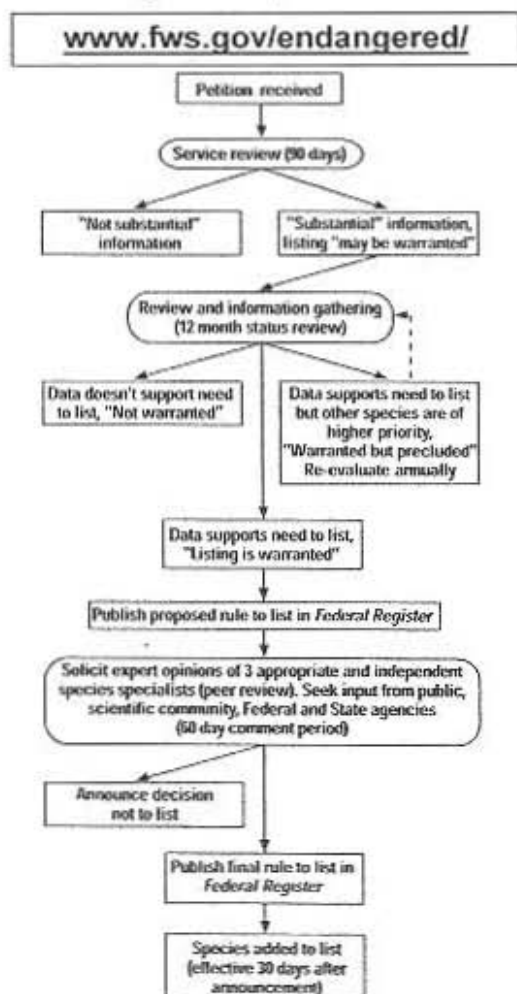 www.fws.gov/endangered/
Petition received
Service review (90 days)
"Not substantial"
information
"Substantial" information,
listing "may be warranted"
Review and information gathering
(12 month status review)
Data doesn't support need
to list, "Not warranted"
Data supports need to list
but other species are of
higher priority,
"Warranted but precluded"
Re-evaluate annually
Data supports need to list,
"Listing is warranted"
Publish proposed rule to list in Federal Register
Solicit expert opinions of 3 appropriate and independent
species specialists (peer review). Seek input from public,
scientific community, Federal and State agencies
(60 day comment period)
Announce decision
not to list
Publish final rule to list in
Federal Register
Species added to list
(effective 30 days after
announcement)